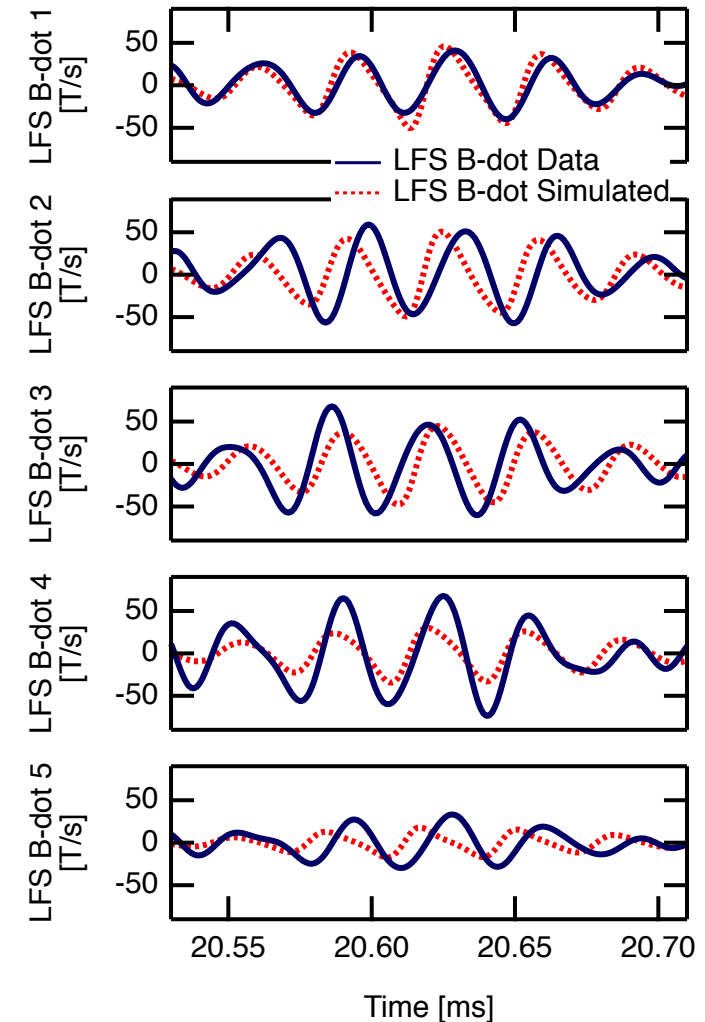 LFS B-dot 1
[T/s]
50
0
-50
LFS B-dot Data
LFS B-dot Simulated
LFS B-dot 2
[T/s]
50
0
-50
LFS B-dot 3
[T/s]
50
0
-50
LFS B-dot 4
[T/s]
50
0
-50
LFS B-dot 5
[T/s]
50
0
-50
20.55 20.60 20.65 20.70
Time [ms]